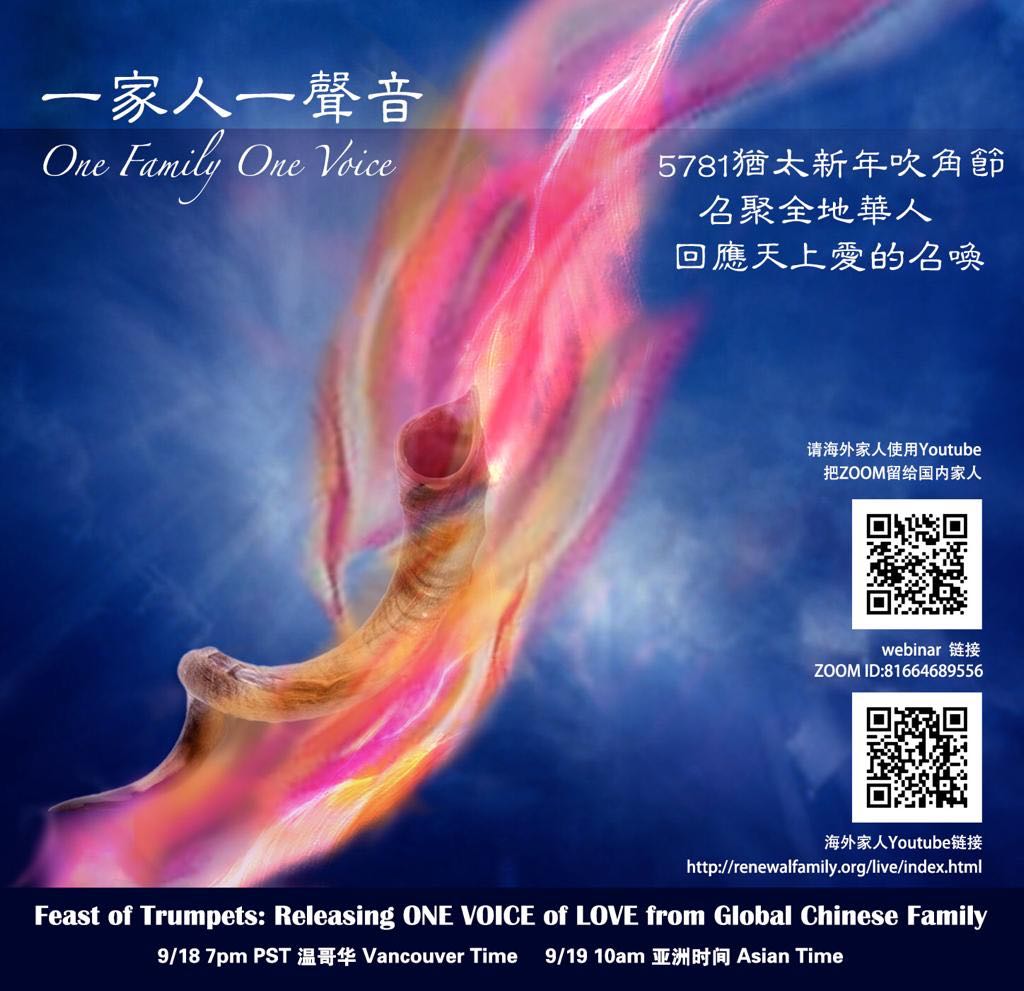 一家人一聲音
One Family One Voice
5781猶太新年吹角節
召聚全地華人
回應天上愛的召喚
请海外家人使用Youtube
把ZOOM留给国内家人
webinar 链接
ZOOM ID:81664689556
海外家人Youtube链接
http://renewalfamily.org/live/index.html
Feast of Trumpets: Releasing ONE VOICE of LOVE from Global Chinese Family
9/18 7pm PST 温哥华 Vancouver Time 9/19 10am 亚洲时间 Asian Time